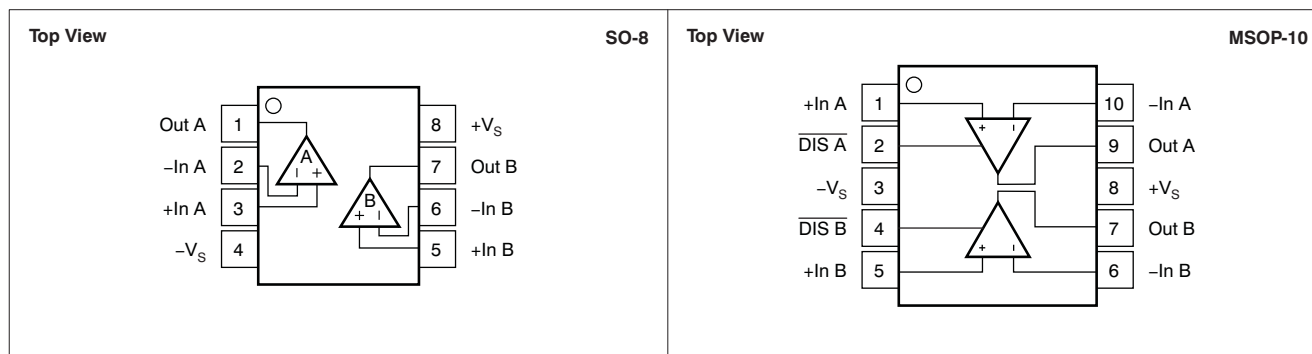 Top View SO-8
Out A 1 8 +VS
−In A 2 7 Out B
+In A 3 6 −In B
−VS 4 5 +In B
A
− +
B
+ −
Top View MSOP-10
+In A 1 10 −In A
DIS A 2 9 Out A
−VS 3 8 +VS
DIS B 4 7 Out B
+In B 5 6 −In B
+ −
+ −